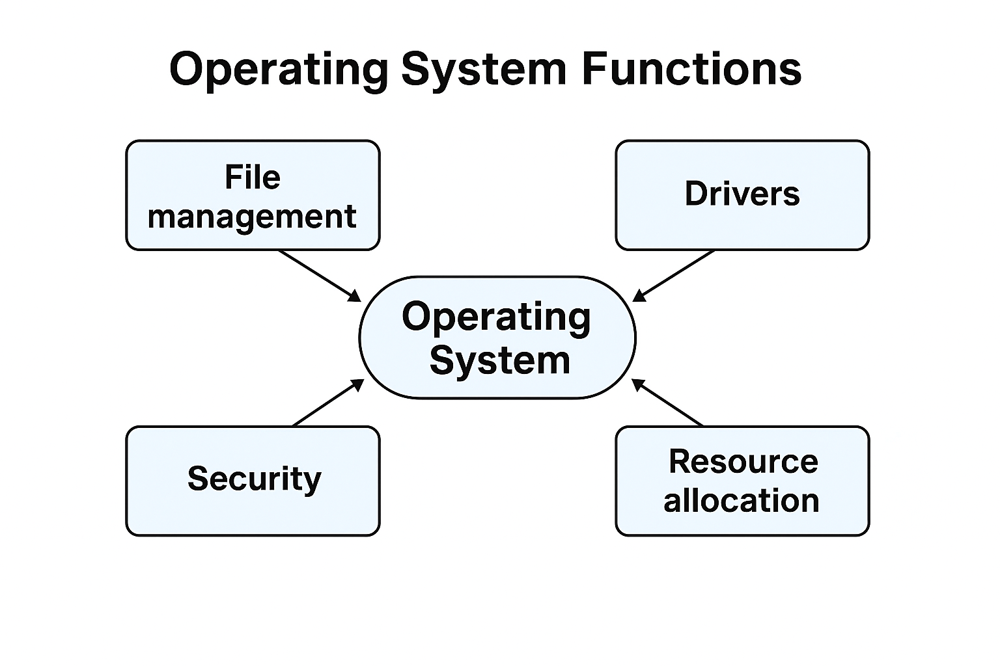 Operating System Functions
File
management
Drivers
Operating
System
Security
Resource
allocation